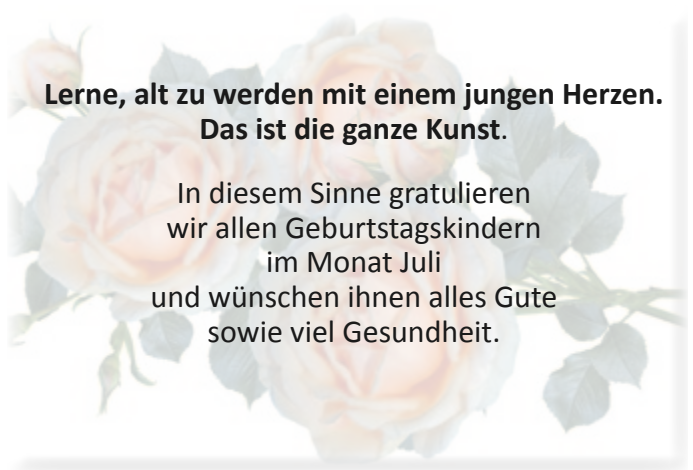 Lerne, alt zu werden mit einem jungen Herzen.
Das ist die ganze Kunst.
In diesem Sinne gratulieren
wir allen Geburtstagskindern
im Monat Juli
und wünschen ihnen alles Gute
sowie viel Gesundheit.